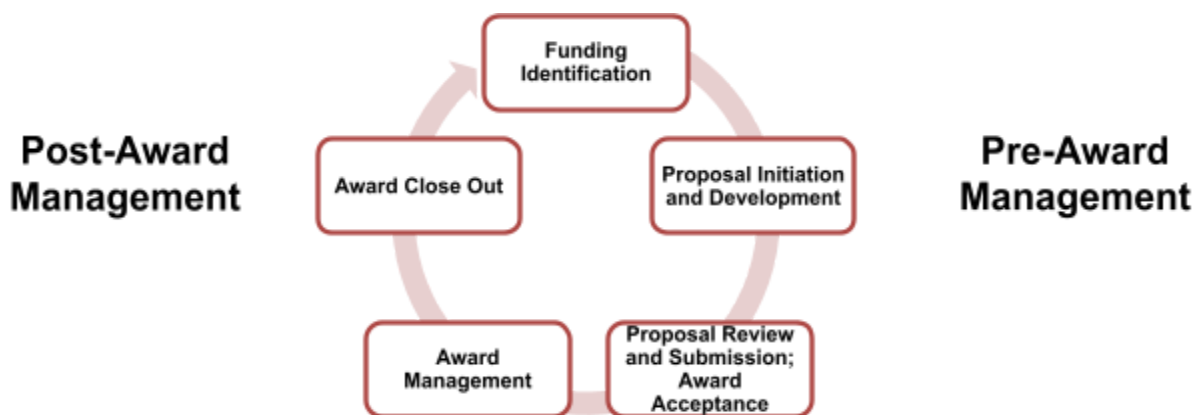 Funding
Identification
Post-Award
Management
Pre-Award
Management
Award Close Out
Proposal Initiation
and Development
Award
Management
Proposal Review
and Submission;
Award
Acceptance